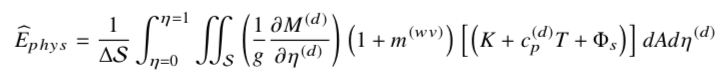 $\widehat{E}_{phys} = \frac{1}{\Delta \mathcal{S}} \int_{\eta=0}^{\eta=1} \iint_{\mathcal{S}} \left( \frac{1}{g} \frac{\partial M^{(d)}}{\partial \eta^{(d)}} \right) \left( 1 + m^{(wv)} \right) \left[ \left( K + c_p^{(d)} T + \Phi_s \right) \right] dA d\eta^{(d)}$